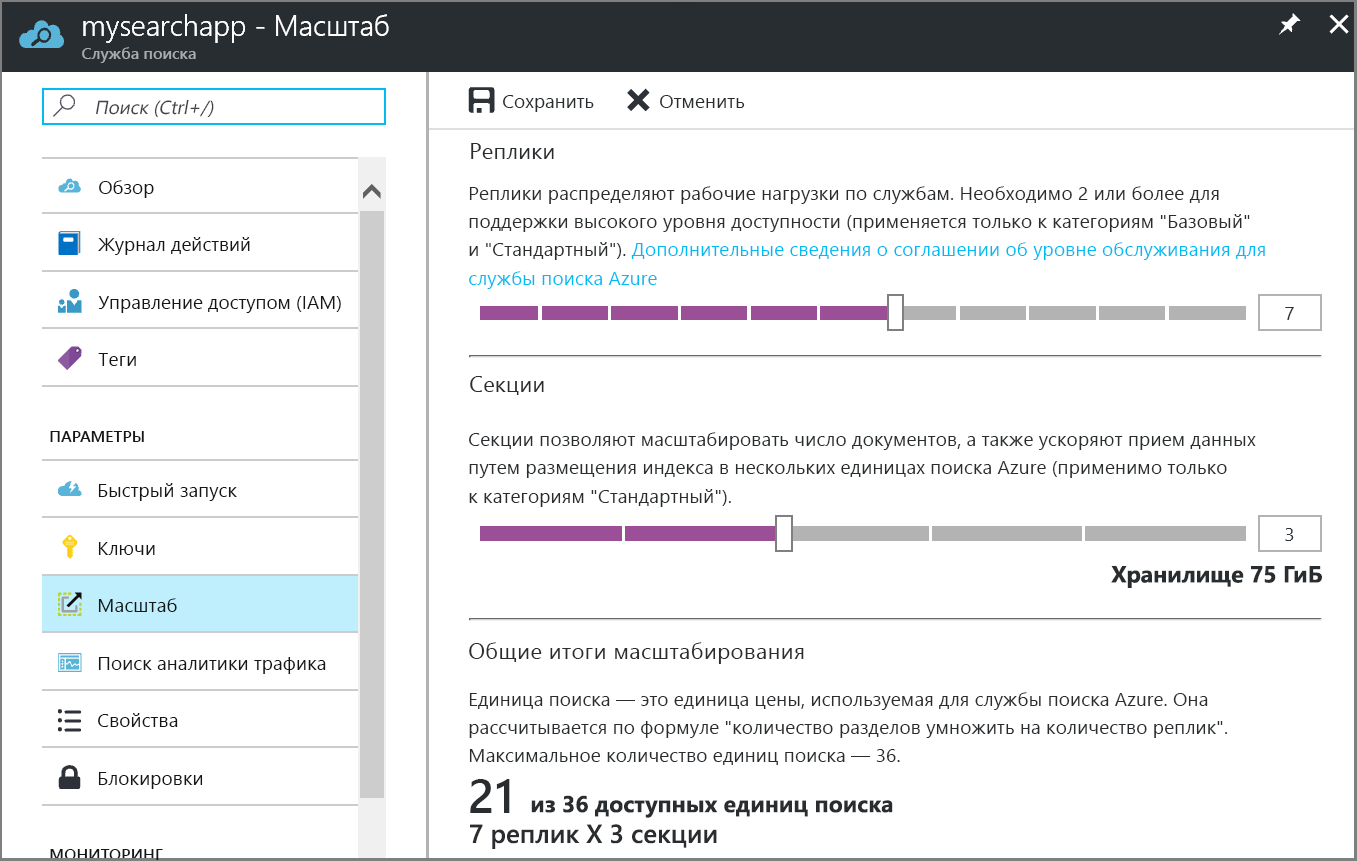 mysearchapp - Масштаб
Служба поиска
Поиск (Ctrl+/)
Обзор
Журнал действий
Управление доступом (IAM)
Теги
ПАРАМЕТРЫ
Быстрый запуск
Ключи
Масштаб
Поиск аналитики трафика
Свойства
Блокировки
МОНИТОРИНГ
Сохранить
Отменить
Реплики
Реплики распределяют рабочие нагрузки по службам. Необходимо 2 или более для
поддержки высокого уровня доступности (применяется только к категориям "Базовый"
и "Стандартный"). Дополнительные сведения о соглашении об уровне обслуживания для
службы поиска Azure
7
Секции
Секции позволяют масштабировать число документов, а также ускоряют прием данных
путем размещения индекса в нескольких единицах поиска Azure (применимо только
к категориям "Стандартный").
3
Хранилище 75 ГиБ
Общие итоги масштабирования
Единица поиска — это единица цены, используемая для службы поиска Azure. Она
рассчитывается по формуле "количество разделов умножить на количество реплик".
Максимальное количество единиц поиска — 36.
21 из 36 доступных единиц поиска
7 реплик X 3 секции